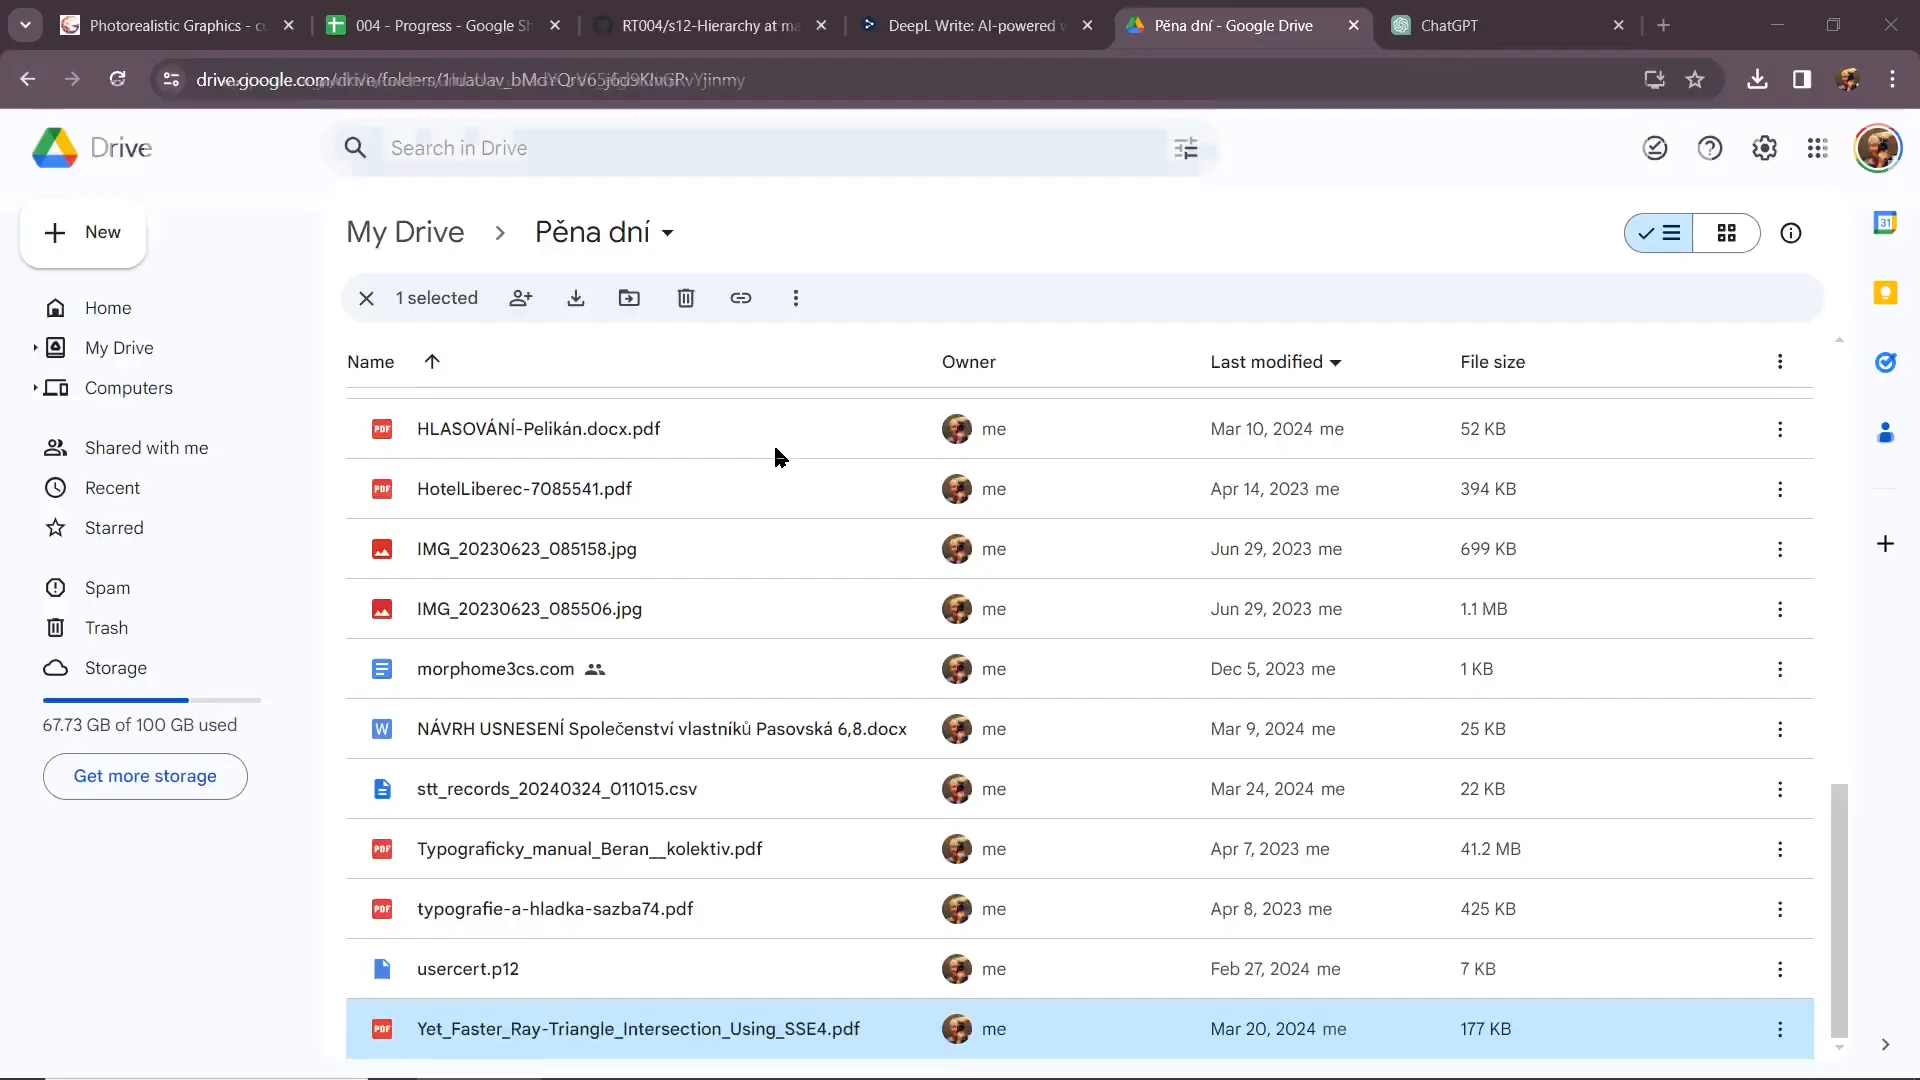 Photorealistic Graphics - cu
004 - Progress - Google Sh
RT004/s12-Hierarchy at ma
DeepL Write: AI-powered w
Pěna dní - Google Drive
ChatGPT
drive.google.com
Drive
Search in Drive
New
My Drive
Pěna dní
31
Home
My Drive
Computers
Shared with me
Recent
Starred
Spam
Trash
Storage
67.73 GB of 100 GB used
Get more storage
1 selected
Name Owner Last modified File size
PDF HLASOVÁNÍ-Pelikán.docx.pdf me Mar 10, 2024 me 52 KB
PDF HotelLiberec-7085541.pdf me Apr 14, 2023 me 394 KB
IMG_20230623_085158.jpg me Jun 29, 2023 me 699 KB
IMG_20230623_085506.jpg me Jun 29, 2023 me 1.1 MB
morphome3cs.com me Dec 5, 2023 me 1 KB
W NÁVRH USNESENÍ Společenství vlastníků Pasovská 6,8.docx me Mar 9, 2024 me 25 KB
stt_records_20240324_011015.csv me Mar 24, 2024 me 22 KB
PDF Typograficky_manual_Beran__kolektiv.pdf me Apr 7, 2023 me 41.2 MB
PDF typografie-a-hladka-sazba74.pdf me Apr 8, 2023 me 425 KB
usercert.p12 me Feb 27, 2024 me 7 KB
PDF Yet_Faster_Ray-Triangle_Intersection_Using_SSE4.pdf me Mar 20, 2024 me 177 KB